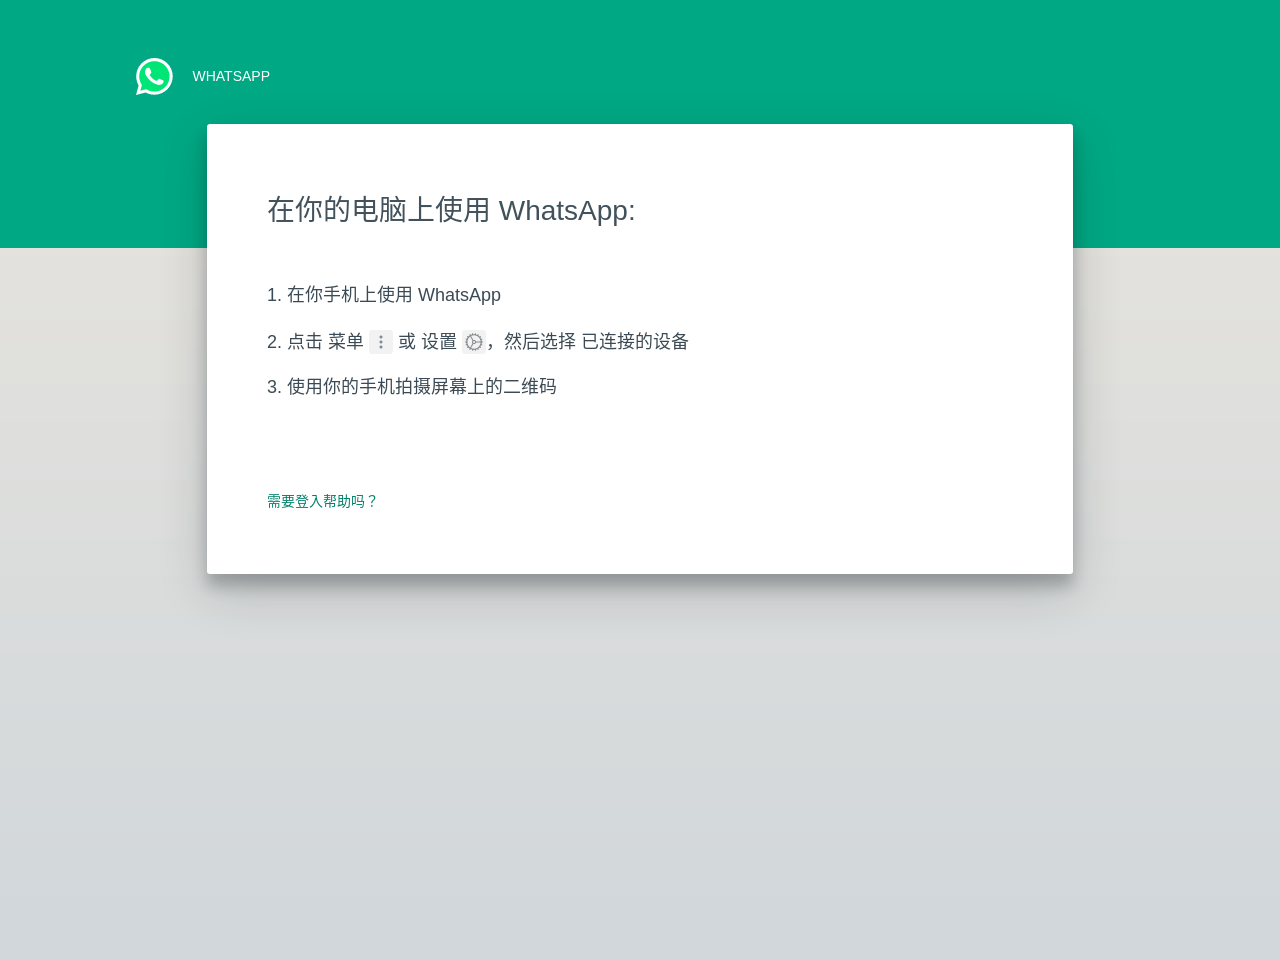 WHATSAPP
在你的电脑上使用 WhatsApp:
1. 在你手机上使用 WhatsApp
2. 点击 菜单 或 设置 ，然后选择 已连接的设备
3. 使用你的手机拍摄屏幕上的二维码
需要登入帮助吗？